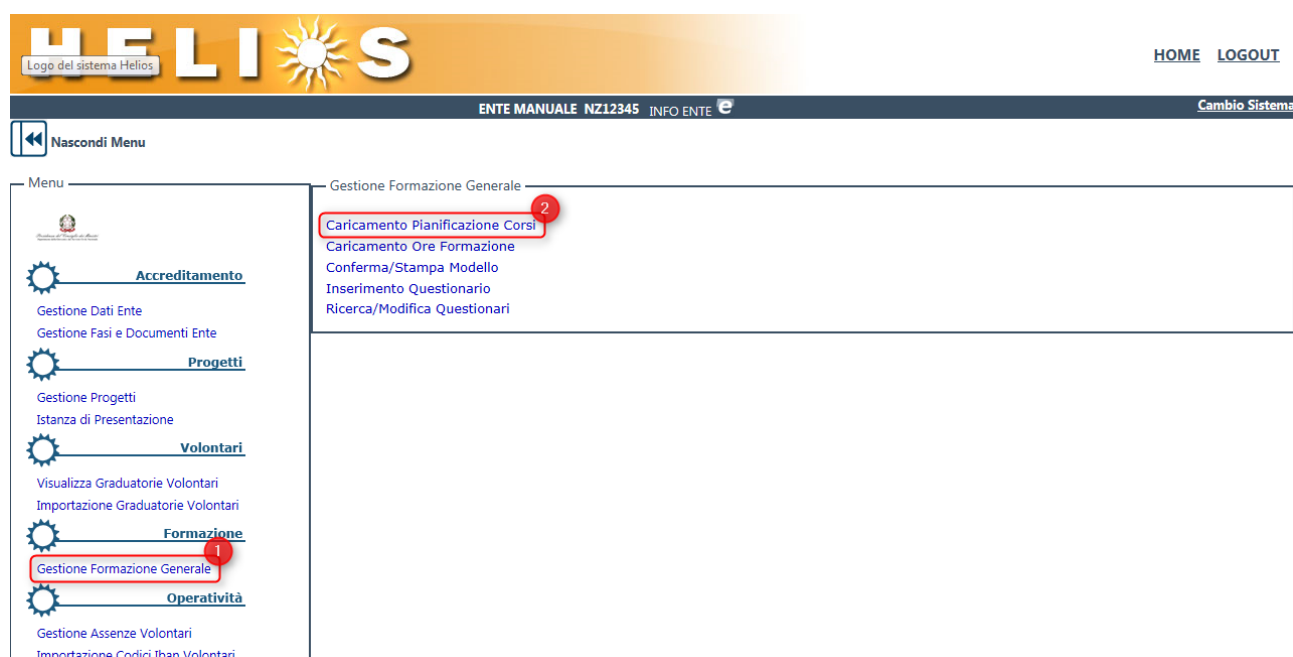 HELIOS
Logo del sistema Helios
HOME LOGOUT
ENTE MANUALE NZ12345 INFO ENTE e
Cambio Sistema
Nascondi Menu
Menu
Accreditamento
Gestione Dati Ente
Gestione Fasi e Documenti Ente
Progetti
Gestione Progetti
Istanza di Presentazione
Volontari
Visualizza Graduatorie Volontari
Importazione Graduatorie Volontari
Formazione
1
Gestione Formazione Generale
Operatività
Gestione Assenze Volontari
Importazione Codici Iban Volontari
Gestione Formazione Generale
2
Caricamento Pianificazione Corsi
Caricamento Ore Formazione
Conferma/Stampa Modello
Inserimento Questionario
Ricerca/Modifica Questionari